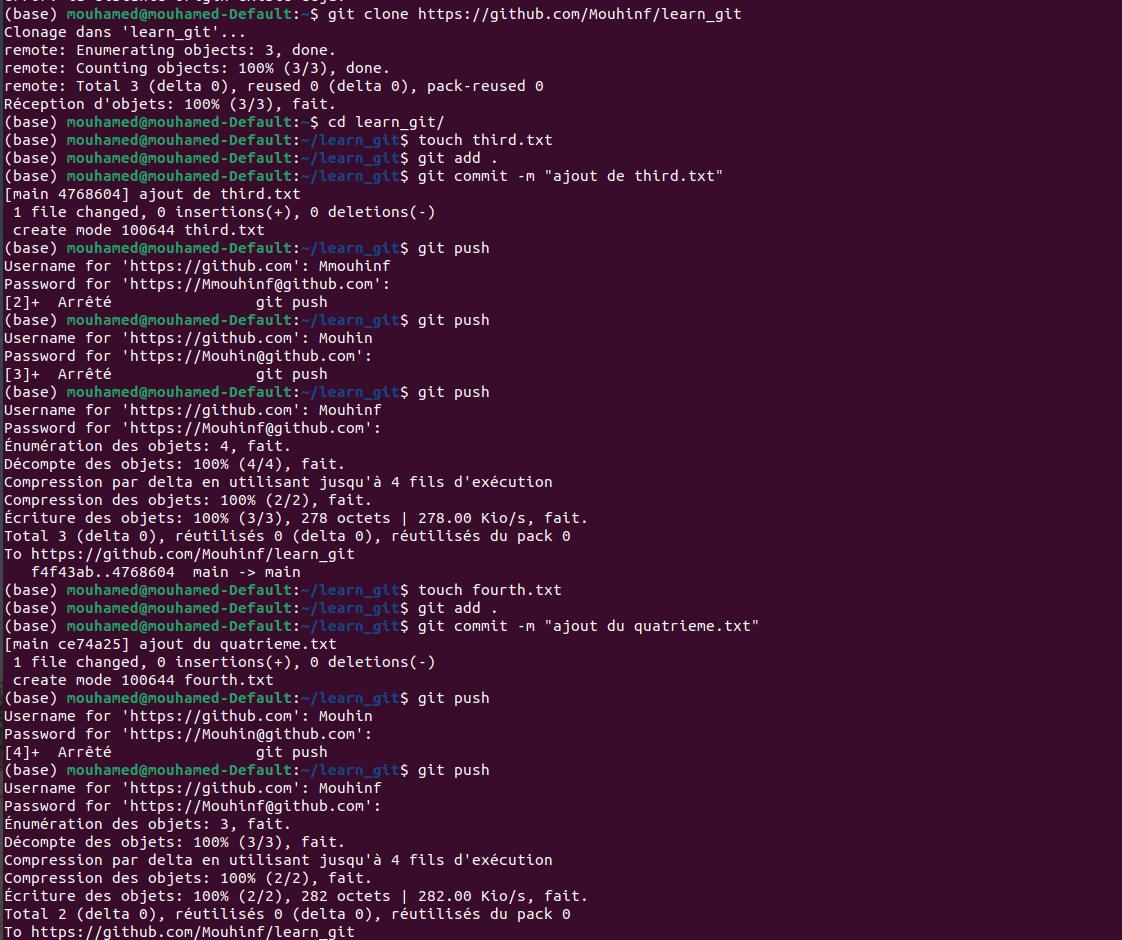 (base) mouhamed@mouhamed-Default:~$ git clone https://github.com/Mouhinf/learn_git
Clonage dans 'learn_git'...
remote: Enumerating objects: 3, done.
remote: Counting objects: 100% (3/3), done.
remote: Total 3 (delta 0), reused 0 (delta 0), pack-reused 0
Réception d'objets: 100% (3/3), fait.
(base) mouhamed@mouhamed-Default:~$ cd learn_git/
(base) mouhamed@mouhamed-Default:~/learn_git$ touch third.txt
(base) mouhamed@mouhamed-Default:~/learn_git$ git add .
(base) mouhamed@mouhamed-Default:~/learn_git$ git commit -m "ajout de third.txt"
[main 4768604] ajout de third.txt
 1 file changed, 0 insertions(+), 0 deletions(-)
 create mode 100644 third.txt
(base) mouhamed@mouhamed-Default:~/learn_git$ git push
Username for 'https://github.com': Mmouhinf
Password for 'https://Mmouhinf@github.com':
[2]+  Arrêté                git push
(base) mouhamed@mouhamed-Default:~/learn_git$ git push
Username for 'https://github.com': Mouhin
Password for 'https://Mouhin@github.com':
[3]+  Arrêté                git push
(base) mouhamed@mouhamed-Default:~/learn_git$ git push
Username for 'https://github.com': Mouhinf
Password for 'https://Mouhinf@github.com':
Énumération des objets: 4, fait.
Décompte des objets: 100% (4/4), fait.
Compression par delta en utilisant jusqu'à 4 fils d'exécution
Compression des objets: 100% (2/2), fait.
Écriture des objets: 100% (3/3), 278 octets | 278.00 Kio/s, fait.
Total 3 (delta 0), réutilisés 0 (delta 0), réutilisés du pack 0
To https://github.com/Mouhinf/learn_git
   f4f43ab..4768604  main -> main
(base) mouhamed@mouhamed-Default:~/learn_git$ touch fourth.txt
(base) mouhamed@mouhamed-Default:~/learn_git$ git add .
(base) mouhamed@mouhamed-Default:~/learn_git$ git commit -m "ajout du quatrieme.txt"
[main ce74a25] ajout du quatrieme.txt
 1 file changed, 0 insertions(+), 0 deletions(-)
 create mode 100644 fourth.txt
(base) mouhamed@mouhamed-Default:~/learn_git$ git push
Username for 'https://github.com': Mouhin
Password for 'https://Mouhin@github.com':
[4]+  Arrêté                git push
(base) mouhamed@mouhamed-Default:~/learn_git$ git push
Username for 'https://github.com': Mouhinf
Password for 'https://Mouhinf@github.com':
Énumération des objets: 3, fait.
Décompte des objets: 100% (3/3), fait.
Compression par delta en utilisant jusqu'à 4 fils d'exécution
Compression des objets: 100% (2/2), fait.
Écriture des objets: 100% (2/2), 282 octets | 282.00 Kio/s, fait.
Total 2 (delta 0), réutilisés 0 (delta 0), réutilisés du pack 0
To https://github.com/Mouhinf/learn_git